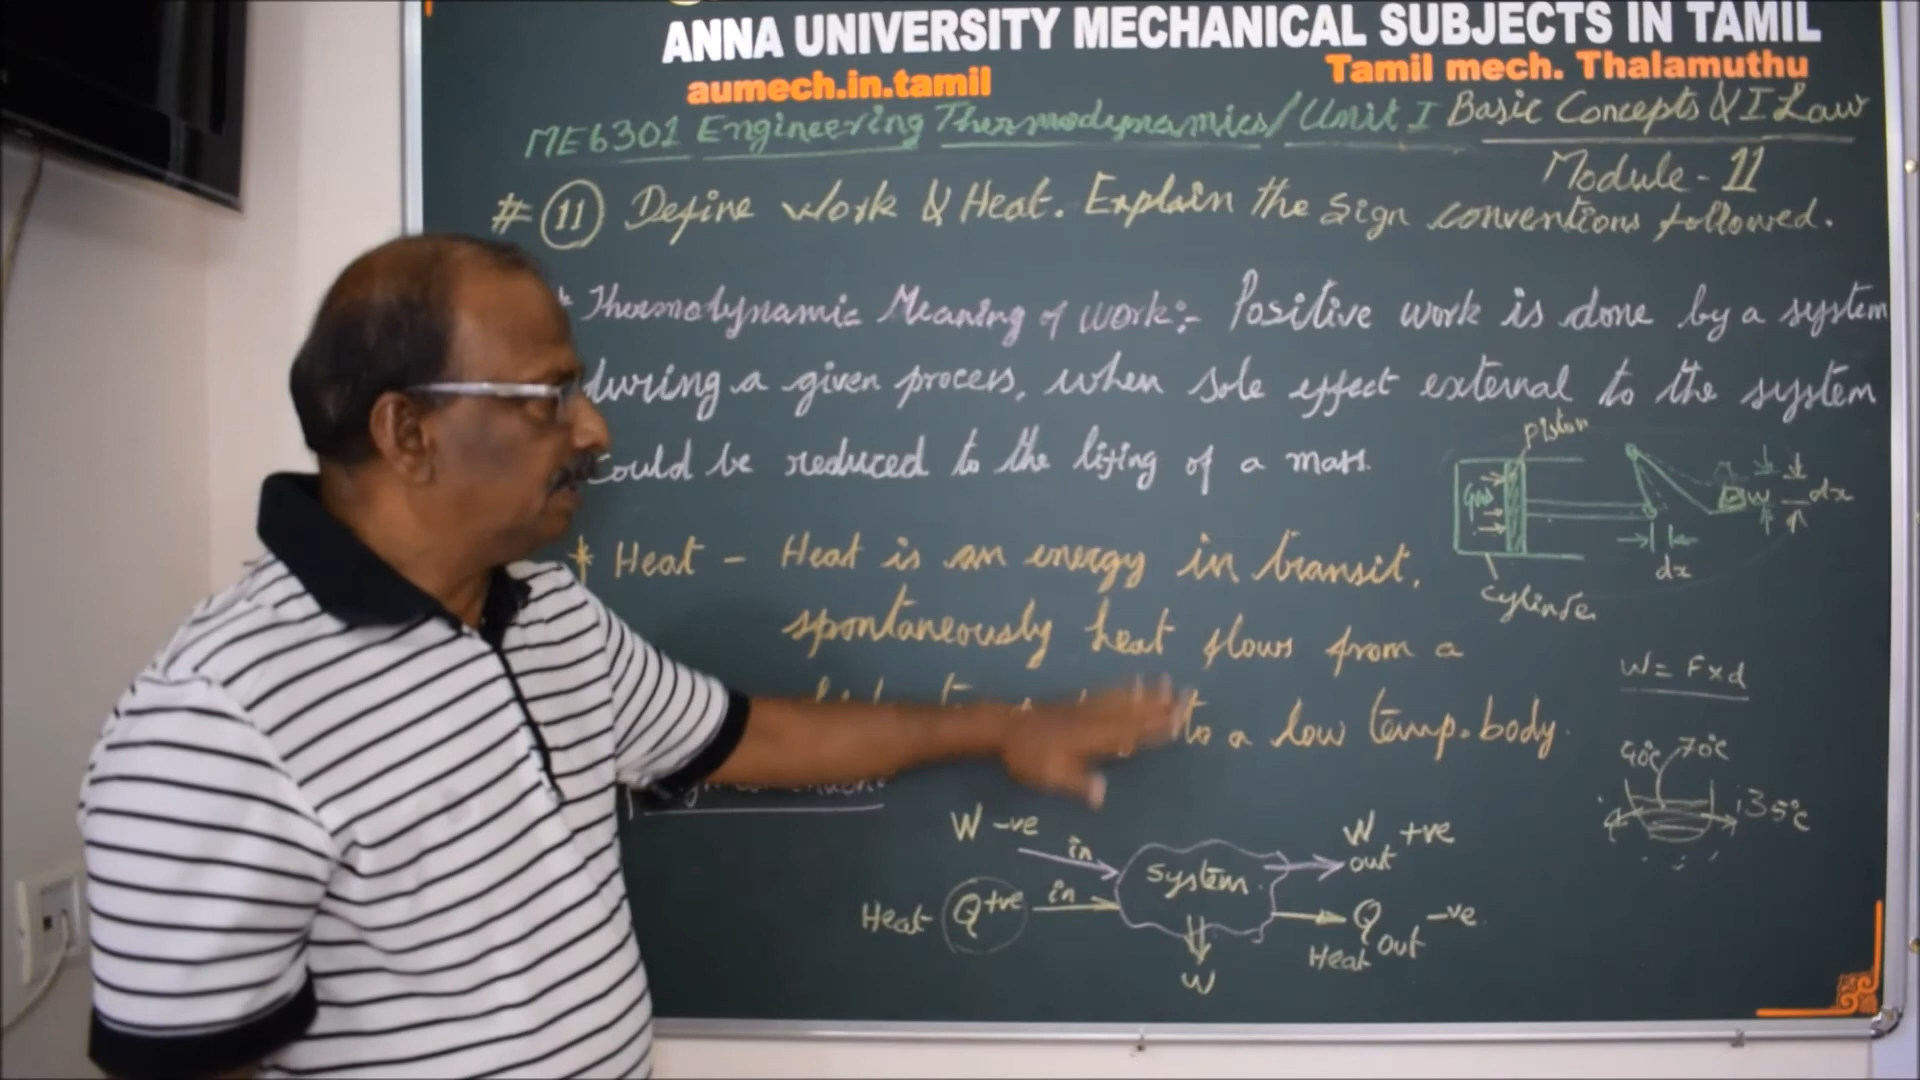 ANNA UNIVERSITY MECHANICAL SUBJECTS IN TAMIL
aumech.in.tamil
Tamil mech. Thalamuthu
ME6301 Engineering Thermodynamics/Unit I Basic Concepts & I Law
Module - 11
# 11 Define Work & Heat. Explain the Sign conventions followed.
* Thermodynamic Meaning of work:- Positive work is done by a system
during a given process, when sole effect external to the system
could be reduced to the lifing of a mass.
piston
Gas
W
dx
dx
cylinder
* Heat - Heat is an energy in transit.
spontaneously heat flows from a
to a low temp. body.
W = F x d
70°C
35°C
W -ve in
System
W out +ve
Heat Q +ve in
Q out -ve
Heat
W